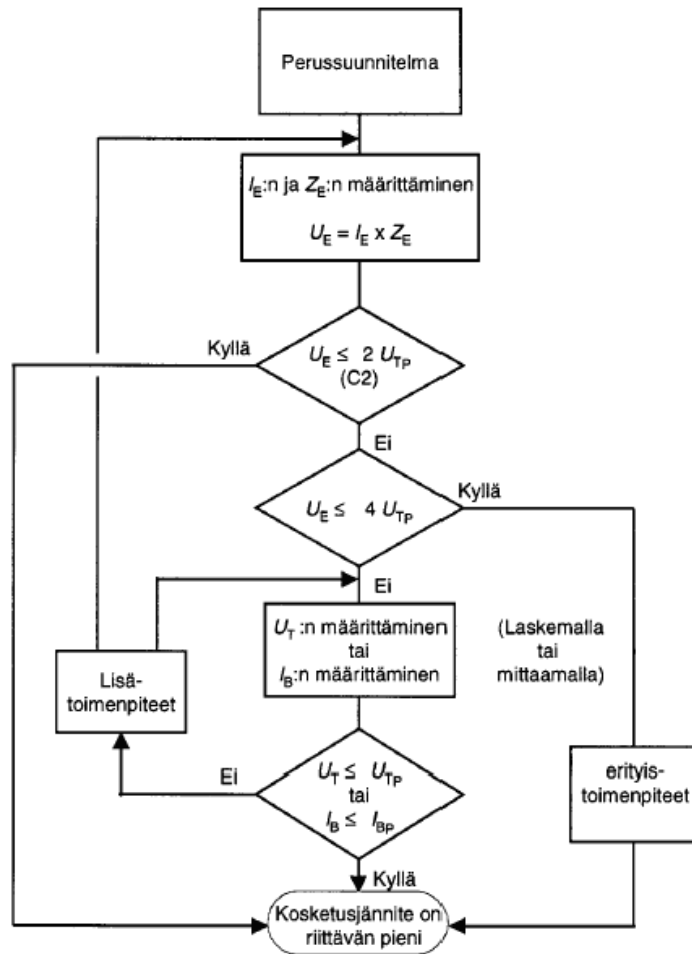 Perussuunnitelma
I_E:n ja Z_E:n määrittäminen
U_E = I_E x Z_E
Kyllä
U_E ≤ 2 U_TP
(C2)
Ei
U_E ≤ 4 U_TP
Kyllä
Ei
U_T :n määrittäminen
tai
I_B:n määrittäminen
(Laskemalla
tai
mittaamalla)
Lisä-
toimenpiteet
Ei
U_T ≤ U_TP
tai
I_B ≤ I_BP
erityis-
toimenpiteet
Kyllä
Kosketusjännite on
riittävän pieni